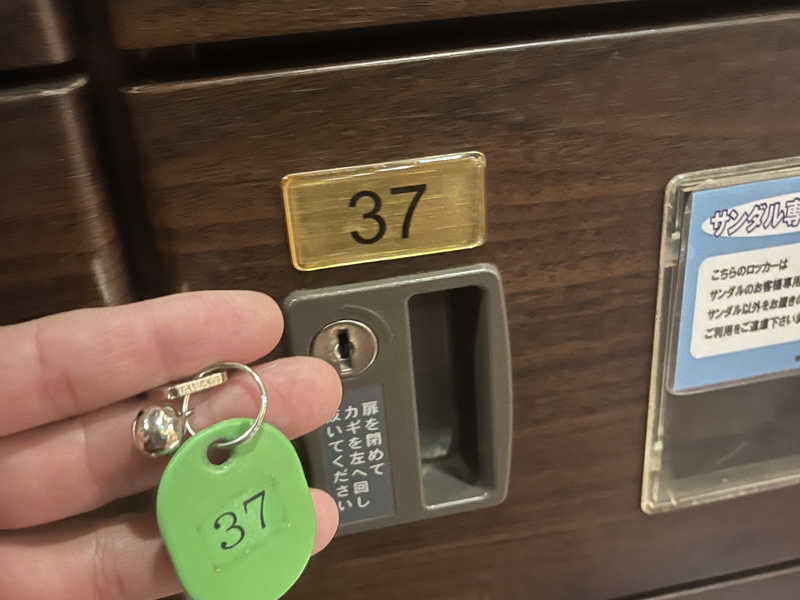 37
サンダル専
こちらのロッカーは
サンダルのお客様専用
サンダル以外をお履きの
ご利用をご遠慮下さいま
扉を閉めて
カギを左へ回し
抜いてください
37